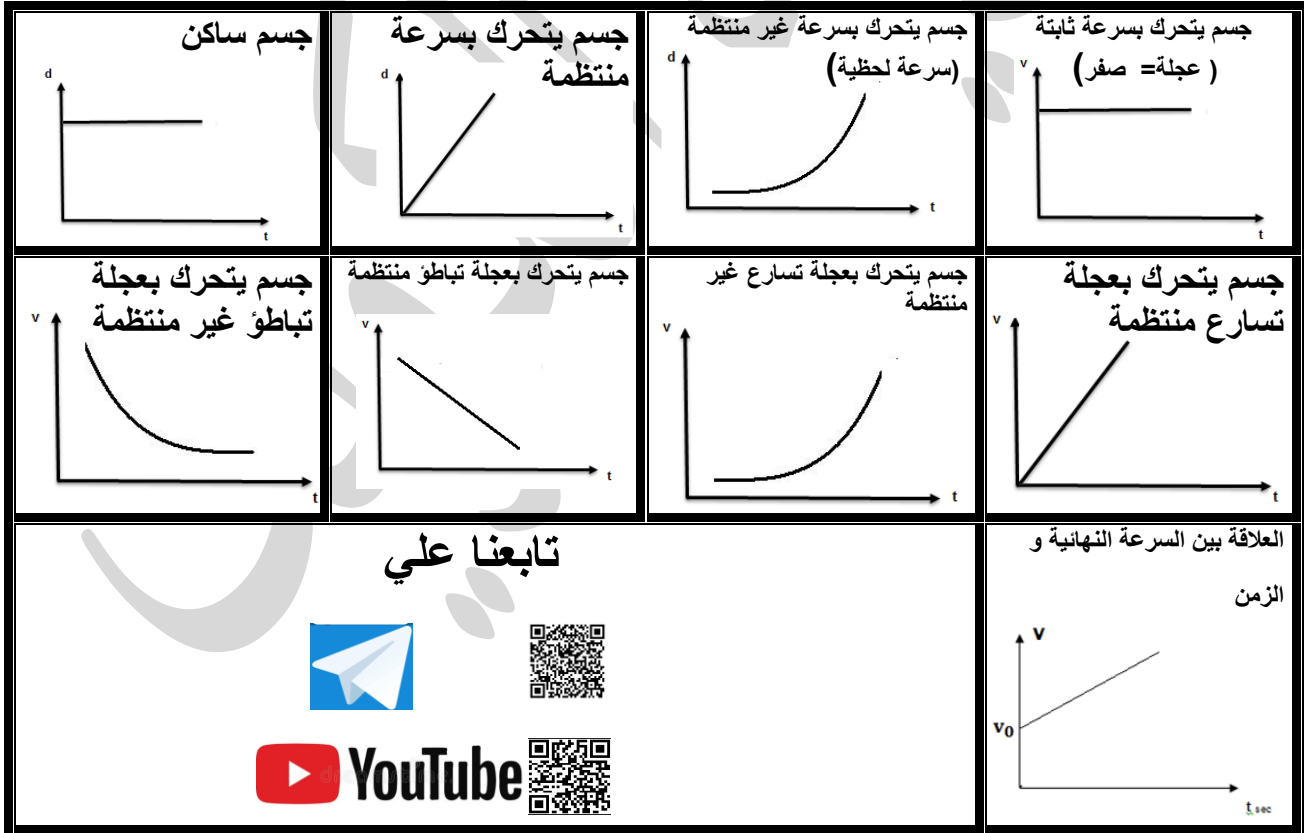 جسم يتحرك بسرعة ثابتة
( عجلة= صفر)
v
t
جسم يتحرك بسرعة غير منتظمة
(سرعة لحظية)
d
t
جسم يتحرك بسرعة
منتظمة
d
t
جسم ساكن
d
t
جسم يتحرك بعجلة
تسارع منتظمة
v
t
جسم يتحرك بعجلة تسارع غير
منتظمة
v
t
جسم يتحرك بعجلة تباطؤ منتظمة
v
t
جسم يتحرك بعجلة
تباطؤ غير منتظمة
v
t
العلاقة بين السرعة النهائية و
الزمن
V
v₀
t sec
تابعنا علي
YouTube